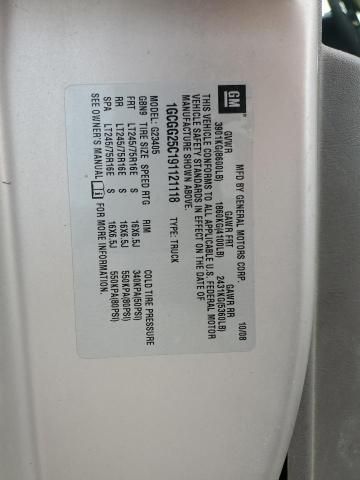 GM
MFD BY GENERAL MOTORS CORP. 10/08
GVWR GAWR FRT GAWR RR
3901KG(8600LB) 1860KG(4100LB) 2431KG(5360LB)
THIS VEHICLE CONFORMS TO ALL APPLICABLE U.S. FEDERAL MOTOR
VEHICLE SAFETY STANDARDS IN EFFECT ON THE DATE OF
MANUFACTURE SHOWN ABOVE.
1GCGG25C191121118 TYPE: TRUCK
MODEL: G23405
GBN9 TIRE SIZE SPEED RTG RIM COLD TIRE PRESSURE
FRT LT245/75R16E S 16X6.5J 340KPA(50PSI)
RR LT245/75R16E S 16X6.5J 550KPA(80PSI)
SPA LT245/75R16E S 16X6.5J 550KPA(80PSI)
SEE OWNER'S MANUAL FOR MORE INFORMATION.